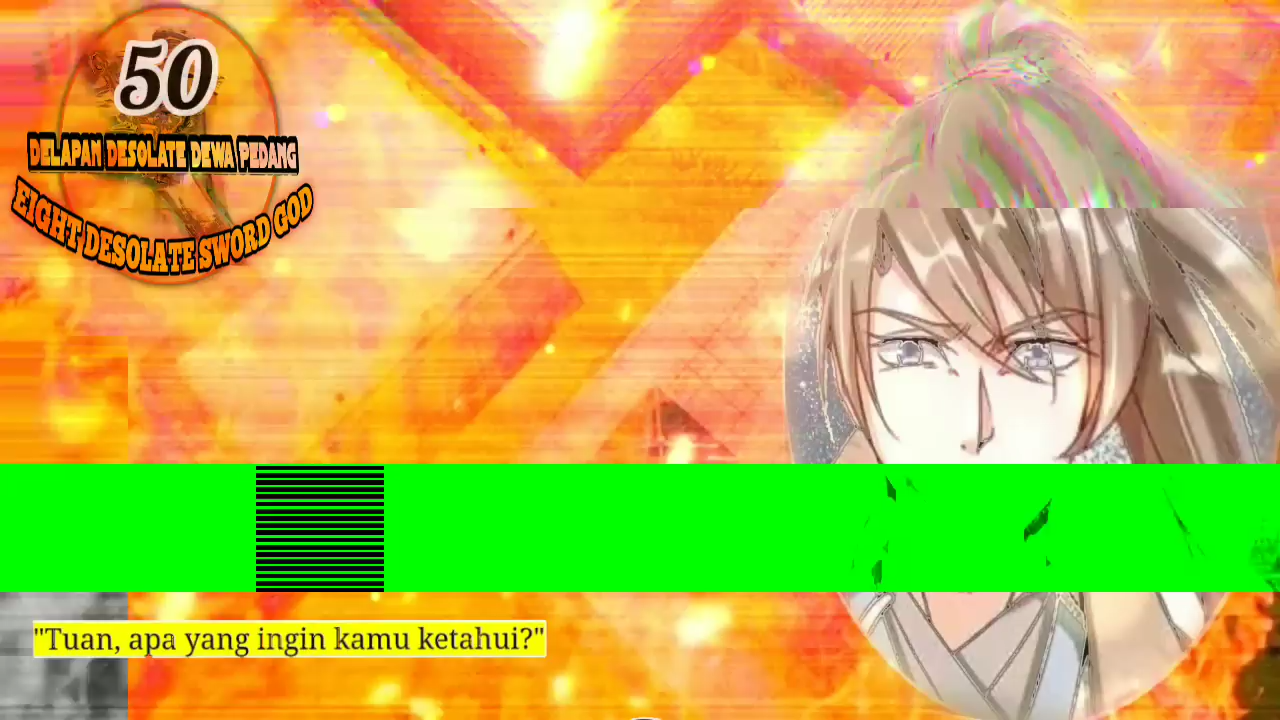 50
DELAPAN DESOLATE DEWA PEDANG
EIGHT DESOLATE SWORD GOD
"Tuan, apa yang ingin kamu ketahui?"